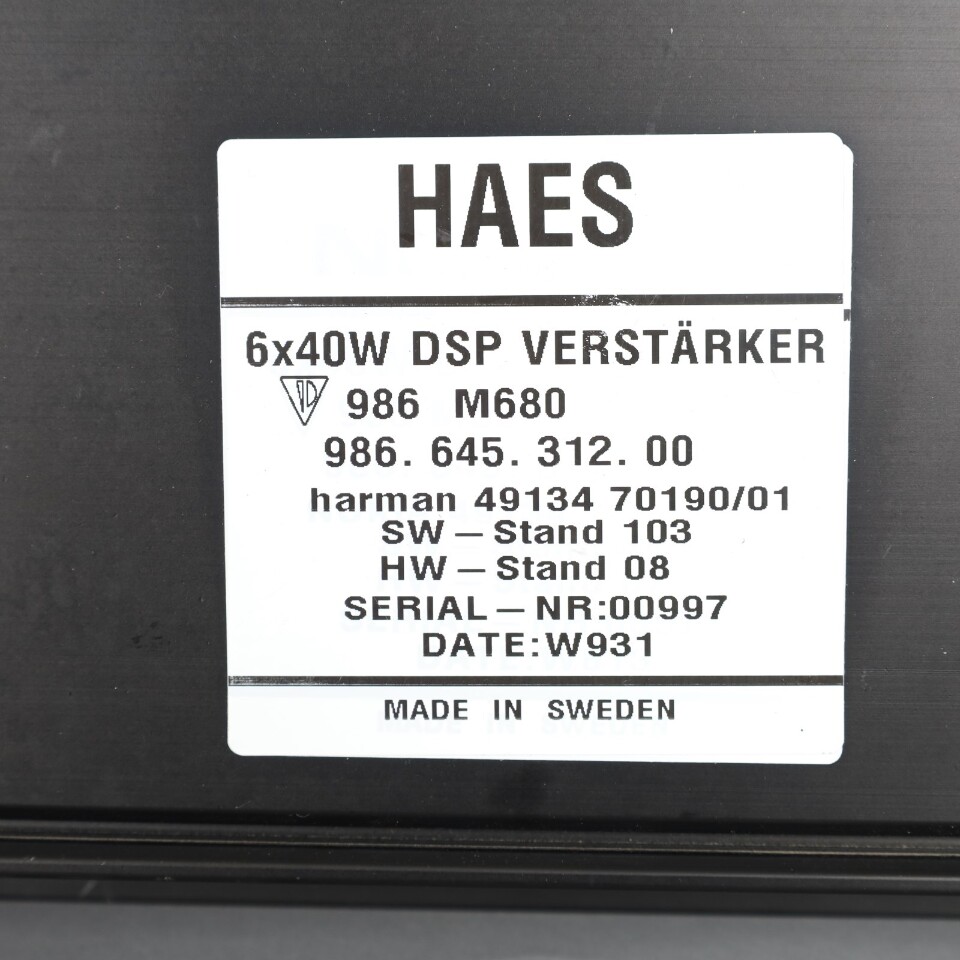 HAES
6x40W DSP VERSTÄRKER
986 M680
986. 645. 312. 00
harman 49134 70190/01
SW – Stand 103
HW – Stand 08
SERIAL – NR:00997
DATE:W931
MADE IN SWEDEN